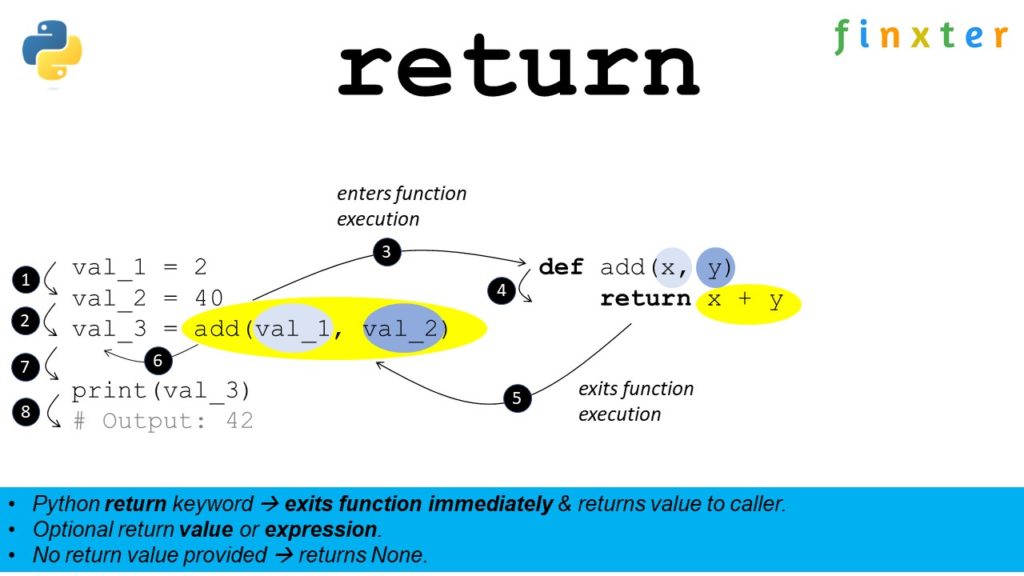 finxter
return
enters function
execution
3
1
val_1 = 2
def add(x, y)
4
val_2 = 40
return x + y
2
val_3 = add(val_1, val_2)
6
7
print(val_3)
5
exits function
execution
8
# Output: 42
• Python return keyword → exits function immediately & returns value to caller.
• Optional return value or expression.
• No return value provided → returns None.